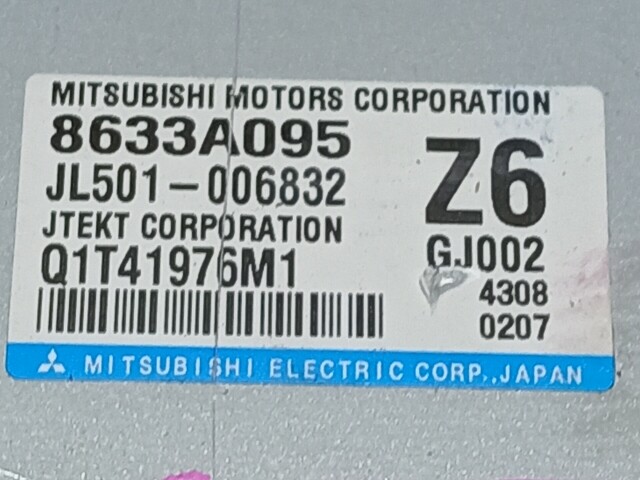 MITSUBISHI MOTORS CORPORATION
8633A095
Z6
JL501-006832
JTEKT CORPORATION
GJ002
Q1T41976M1
4308
0207
MITSUBISHI ELECTRIC CORP.,JAPAN